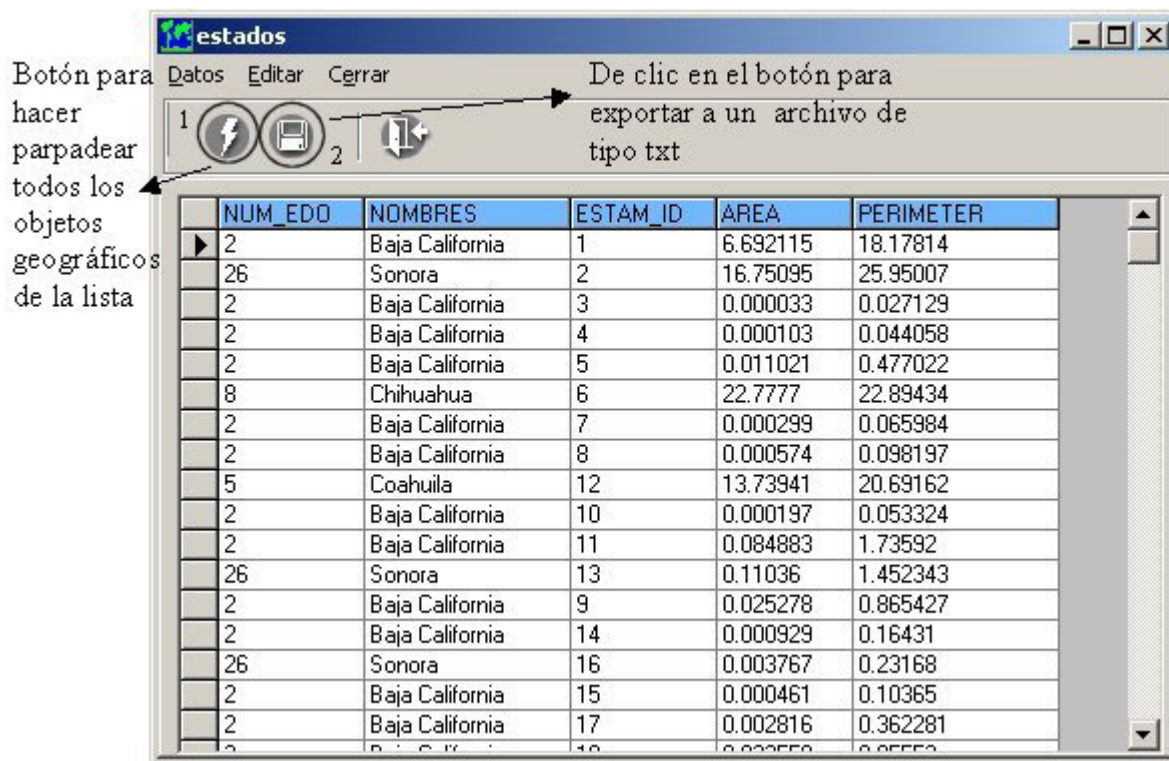 estados
Datos Editar Cerrar
Botón para
hacer
parpadear
todos los
objetos
geográficos
de la lista
De clic en el botón para
exportar a un archivo de
tipo txt
1
2
NUM_EDO NOMBRES ESTAM_ID AREA PERIMETER
2 Baja California 1 6.692115 18.17814
26 Sonora 2 16.75095 25.95007
2 Baja California 3 0.000033 0.027129
2 Baja California 4 0.000103 0.044058
2 Baja California 5 0.011021 0.477022
8 Chihuahua 6 22.7777 22.89434
2 Baja California 7 0.000299 0.065984
2 Baja California 8 0.000574 0.098197
5 Coahuila 12 13.73941 20.69162
2 Baja California 10 0.000197 0.053324
2 Baja California 11 0.084883 1.73592
26 Sonora 13 0.11036 1.452343
2 Baja California 9 0.025278 0.865427
2 Baja California 14 0.000929 0.16431
26 Sonora 16 0.003767 0.23168
2 Baja California 15 0.000461 0.10365
2 Baja California 17 0.002816 0.362281